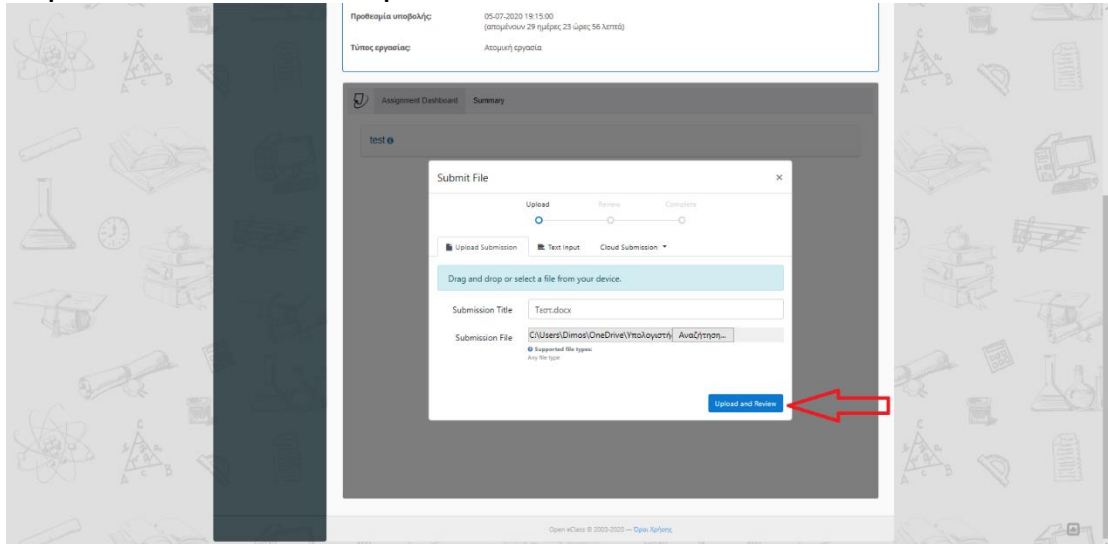 Προθεσμία υποβολής: 05-07-2020 19:15:00
(απομένουν 29 ημέρες 23 ώρες 56 λεπτά)
Τύπος εργασίας: Ατομική εργασία
Assignment Dashboard Summary
test
Submit File ×
Upload Review Complete
Upload Submission Text Input Cloud Submission
Drag and drop or select a file from your device.
Submission Title Τεστ.docx
Submission File C:\Users\Dimos\OneDrive\Υπολογιστή Αναζήτηση...
Supported file types:
Any file type
Upload and Review
Open eClass © 2003-2020 — Όροι Χρήσης